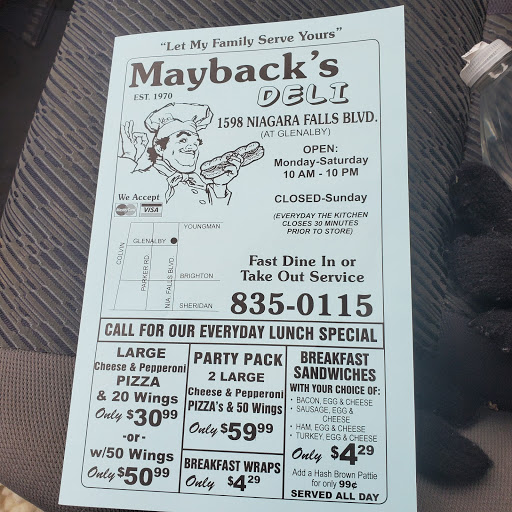 "Let My Family Serve Yours"
Mayback's
EST. 1970
DELI
1598 NIAGARA FALLS BLVD.
(AT GLENALBY)
OPEN:
Monday-Saturday
10 AM - 10 PM
CLOSED-Sunday
(EVERYDAY THE KITCHEN
CLOSES 30 MINUTES
PRIOR TO STORE)
We Accept
MasterCard
VISA
YOUNGMAN
GLENALBY
COLVIN
PARKER RD.
NIA. FALLS BLVD.
BRIGHTON
SHERIDAN
Fast Dine In or
Take Out Service
835-0115
CALL FOR OUR EVERYDAY LUNCH SPECIAL
LARGE
Cheese & Pepperoni
PIZZA
& 20 Wings
Only $30 99
-or-
w/50 Wings
Only $50 99
PARTY PACK
2 LARGE
Cheese & Pepperoni
PIZZA's & 50 Wings
Only $59 99
BREAKFAST WRAPS
Only $4 29
BREAKFAST
SANDWICHES
WITH YOUR CHOICE OF:
• BACON, EGG & CHEESE
• SAUSAGE, EGG &
CHEESE
• HAM, EGG & CHEESE
• TURKEY, EGG & CHEESE
Only $4 29
Add a Hash Brown Pattie
for only 99¢
SERVED ALL DAY